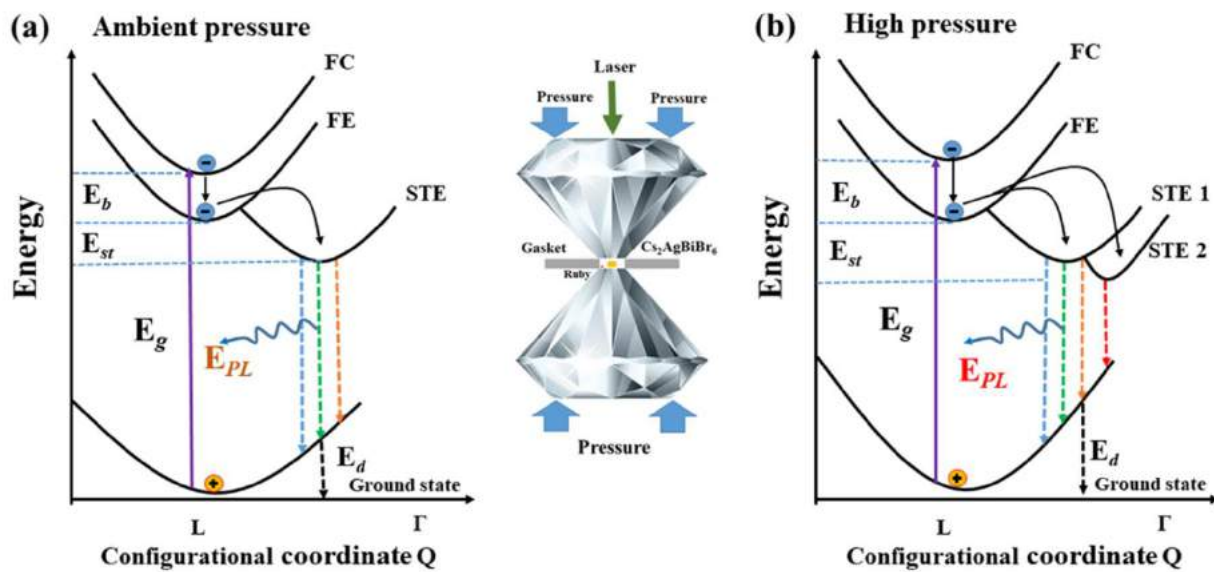 (a) Ambient pressure
FC
FE
STE
E_b
E_st
E_g
E_PL
E_d
Ground state
Energy
L Γ
Configurational coordinate Q
Laser
Pressure Pressure
Gasket Cs₂AgBiBr₆
Ruby
Pressure
(b) High pressure
FC
FE
STE 1
STE 2
E_b
E_st
E_g
E_PL
E_d
Ground state
Energy
L Γ
Configurational coordinate Q